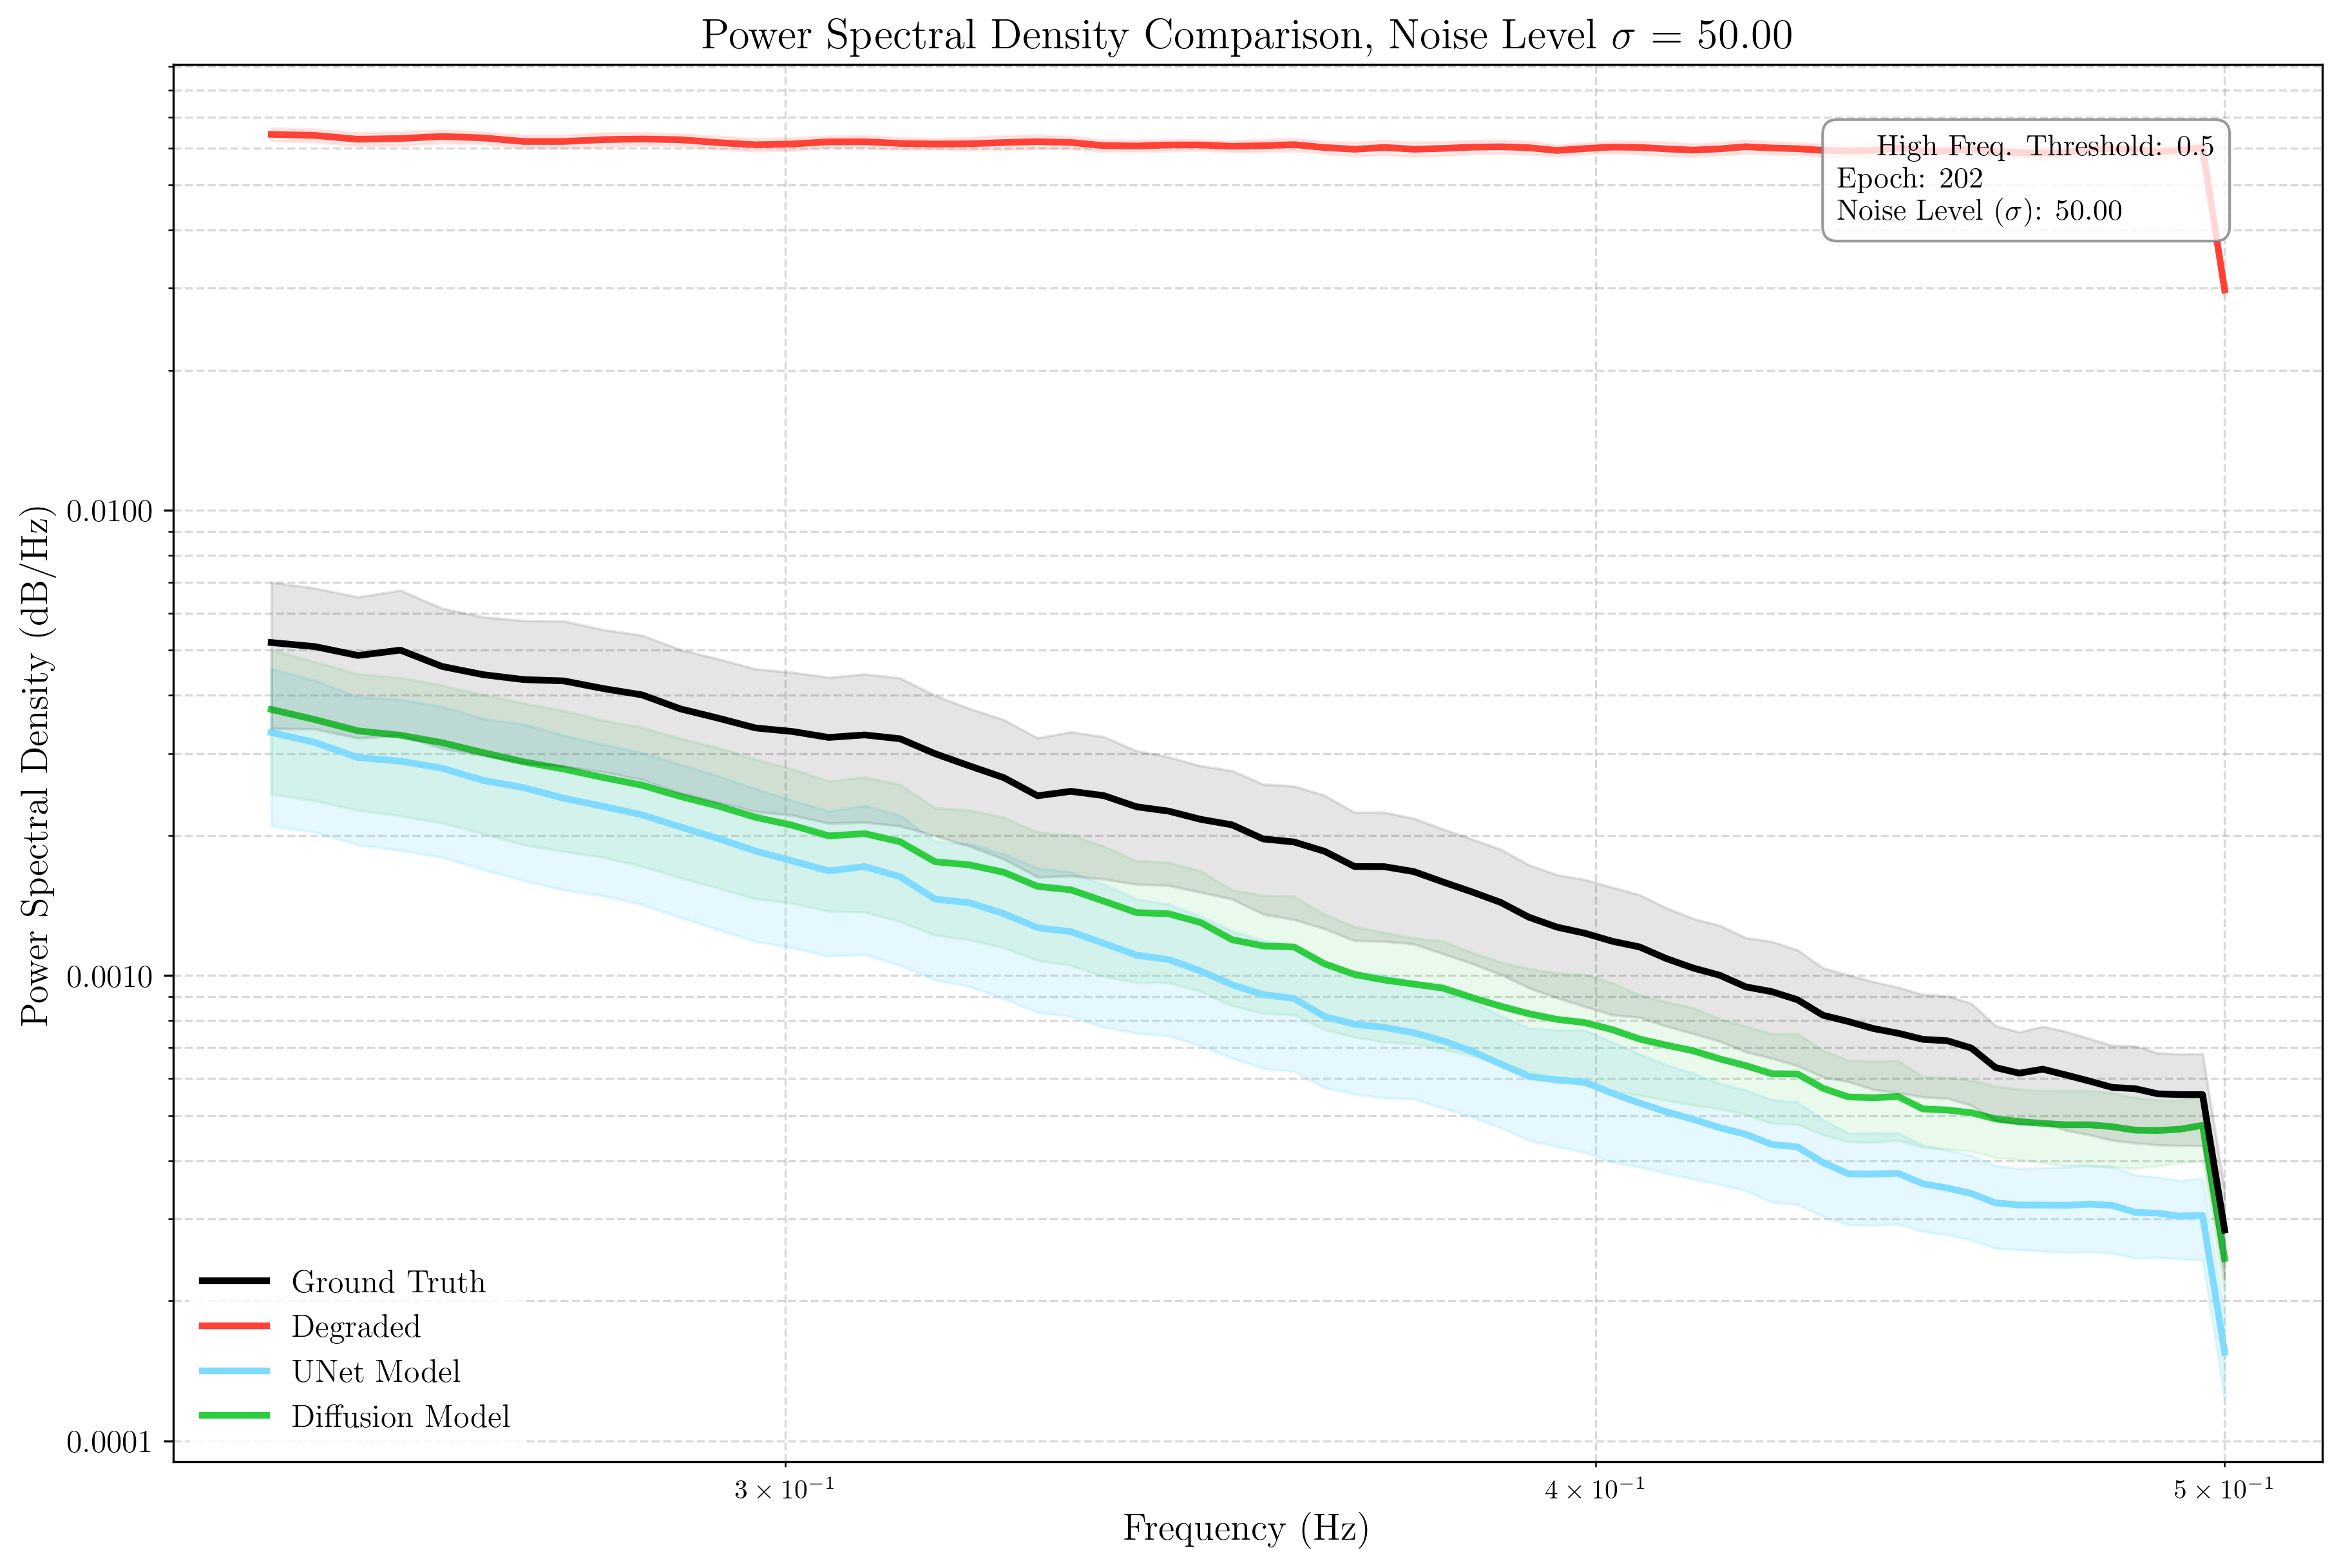 Power Spectral Density Comparison, Noise Level σ = 50.00
High Freq. Threshold: 0.5
Epoch: 202
Noise Level (σ): 50.00
Power Spectral Density (dB/Hz)
0.0100
0.0010
0.0001
Ground Truth
Degraded
UNet Model
Diffusion Model
3 × 10⁻¹
4 × 10⁻¹
5 × 10⁻¹
Frequency (Hz)